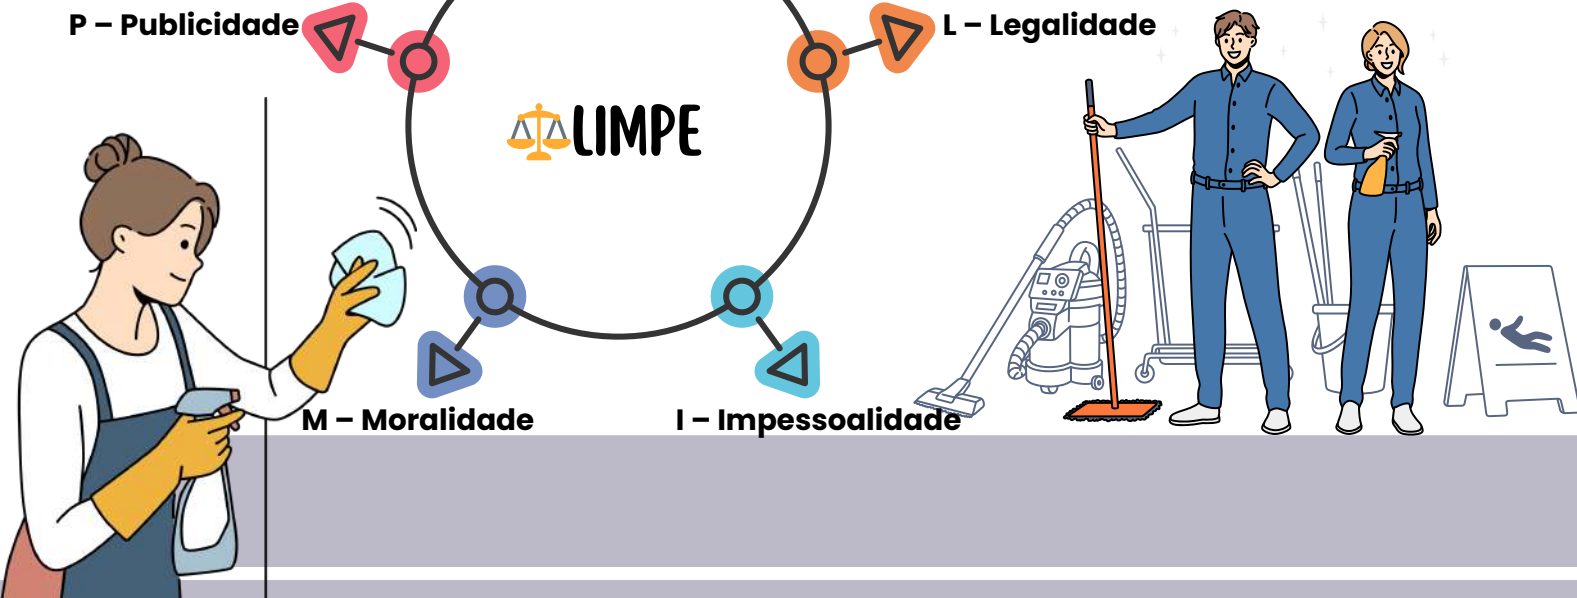 P – Publicidade
L – Legalidade
LIMPE
M – Moralidade
I – Impessoalidade